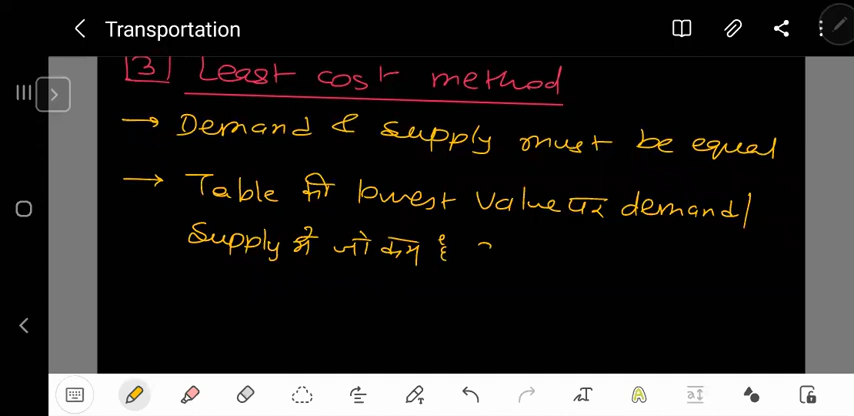 Transportation
[3] Least cost method
→ Demand & Supply must be equal
→ Table की lowest value पर demand/
Supply में जो कम